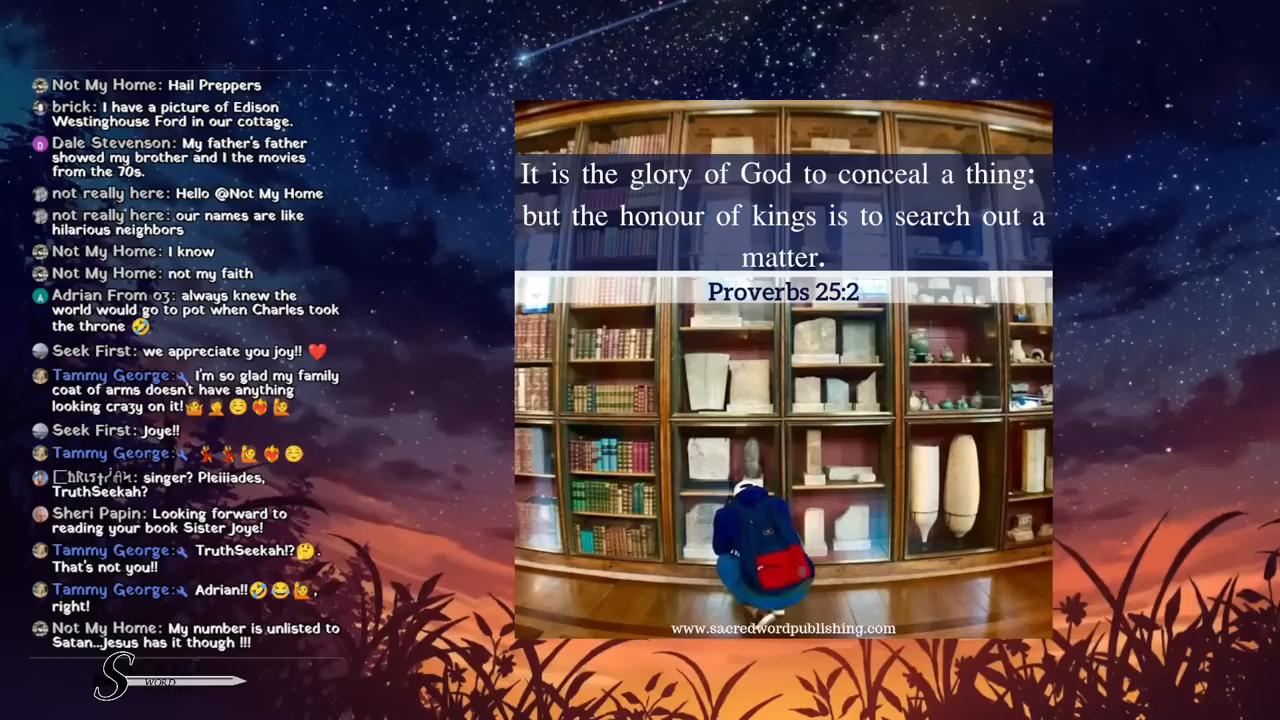 Not My Home: Hail Preppers
brick: I have a picture of Edison
Westinghouse Ford in our cottage.
D Dale Stevenson: My father's father
showed my brother and I the movies
from the 70s.
not really here: Hello @Not My Home
not really here: our names are like
hilarious neighbors
Not My Home: I know
Not My Home: not my faith
A Adrian From 03: always knew the
world would go to pot when Charles took
the throne 🤣
Seek First: we appreciate you joy!! ❤️
Tammy George: I'm so glad my family
coat of arms doesn't have anything
looking crazy on it!
Seek First: Joye!!
Tammy George:
singer? Pleiiiades,
TruthSeekah?
Sheri Papin: Looking forward to
reading your book Sister Joye!
Tammy George: TruthSeekah!?🤔.
That's not you!!
Tammy George: Adrian!!🤣😂🙋,
right!
Not My Home: My number is unlisted to
Satan...Jesus has it though !!!
S WORD
It is the glory of God to conceal a thing:
but the honour of kings is to search out a
matter.
Proverbs 25:2
www.sacredwordpublishing.com